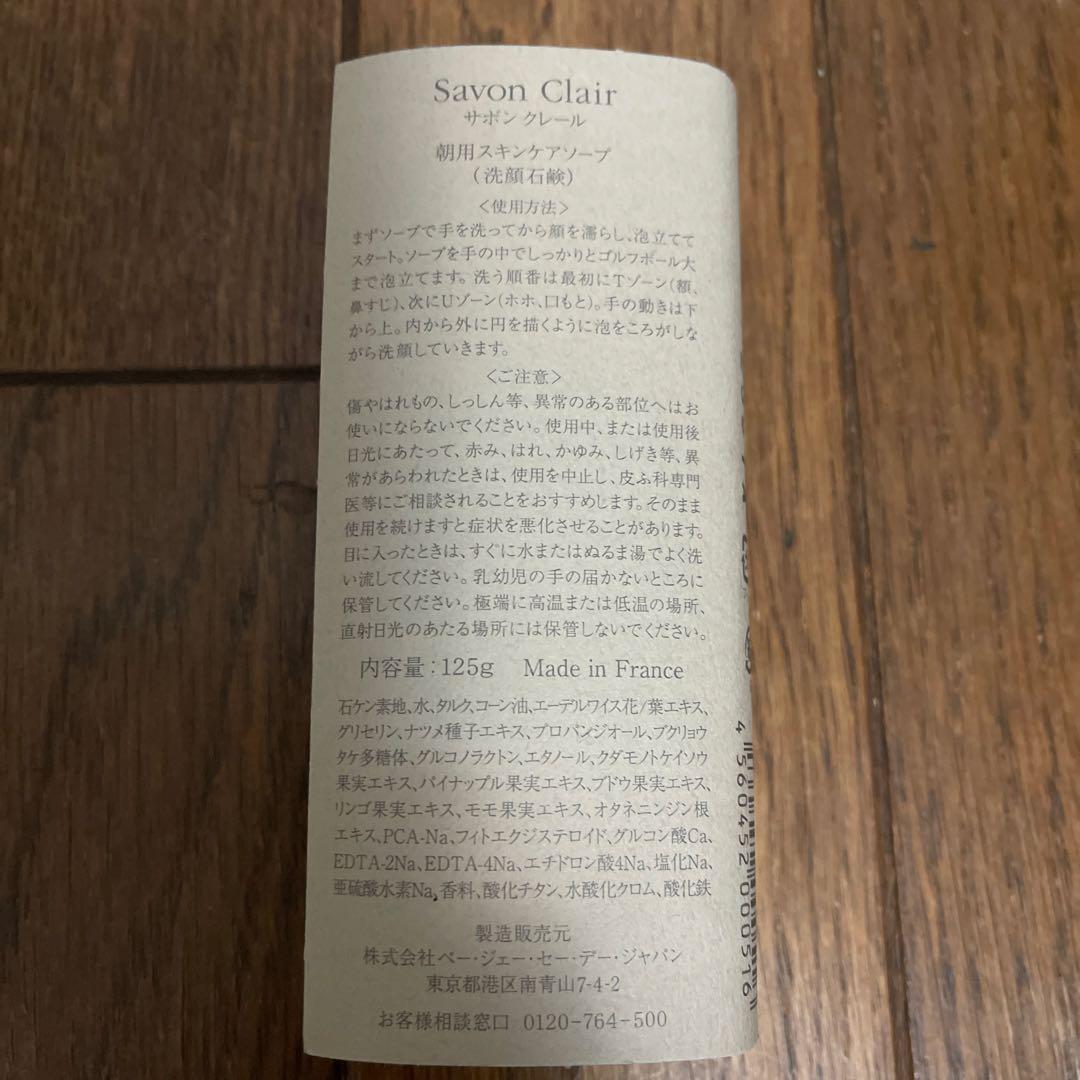 Savon Clair
サボン クレール
朝用スキンケアソープ
(洗顔石鹸)
<使用方法>
まずソープで手を洗ってから顔を濡らし、泡立てて
スタート。ソープを手の中でしっかりとゴルフボール大
まで泡立てます。洗う順番は最初にTゾーン(額、
鼻すじ)、次にUゾーン(ホホ、口もと)。手の動きは下
から上。内から外に円を描くように泡をころがしな
がら洗顔していきます。
<ご注意>
傷やはれもの、しっしん等、異常のある部位へはお
使いにならないでください。使用中、または使用後
日光にあたって、赤み、はれ、かゆみ、しげき等、異
常があらわれたときは、使用を中止し、皮ふ科専門
医等にご相談されることをおすすめします。そのまま
使用を続けますと症状を悪化させることがあります。
目に入ったときは、すぐに水またはぬるま湯でよく洗
い流してください。乳幼児の手の届かないところに
保管してください。極端に高温または低温の場所、
直射日光のあたる場所には保管しないでください。
内容量:125g Made in France
石ケン素地、水、タルク、コーン油、エーデルワイス花/葉エキス、
グリセリン、ナツメ種子エキス、プロパンジオール、ブクリョウ
タケ多糖体、グルコノラクトン、エタノール、クダモノトケイソウ
果実エキス、パイナップル果実エキス、ブドウ果実エキス、
リンゴ果実エキス、モモ果実エキス、オタネニンジン根
エキス、PCA-Na、フィトエクジステロイド、グルコン酸Ca、
EDTA-2Na、EDTA-4Na、エチドロン酸4Na、塩化Na、
亜硫酸水素Na、香料、酸化チタン、水酸化クロム、酸化鉄
製造販売元
株式会社ペー・ジェー・セー・デー・ジャパン
東京都港区南青山7-4-2
お客様相談窓口 0120-764-500
4 560452 000516